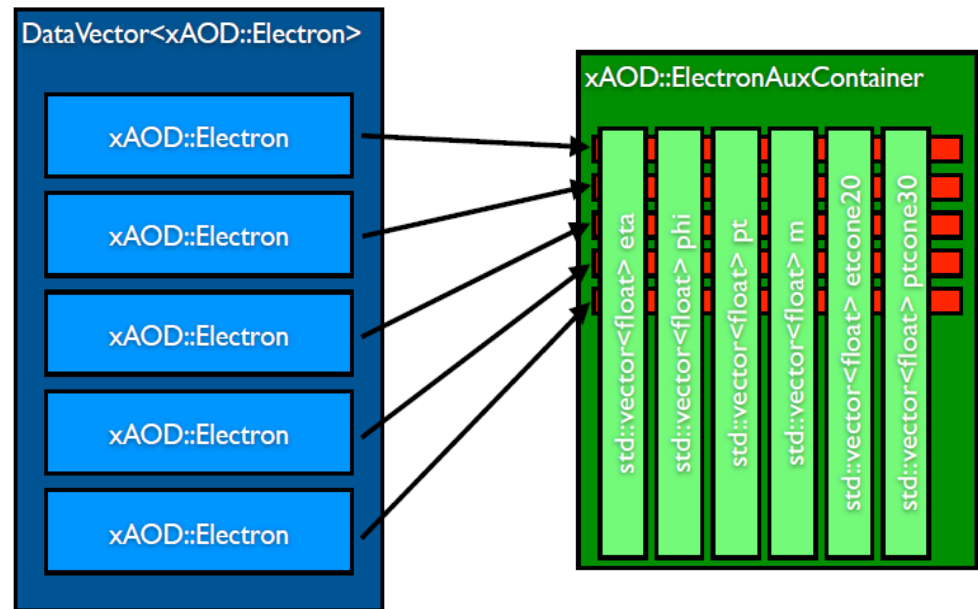 DataVector<xAOD::Electron>
xAOD::Electron
xAOD::Electron
xAOD::Electron
xAOD::Electron
xAOD::Electron
xAOD::ElectronAuxContainer
std::vector<float> eta
std::vector<float> phi
std::vector<float> pt
std::vector<float> m
std::vector<float> etcone20
std::vector<float> ptcone30